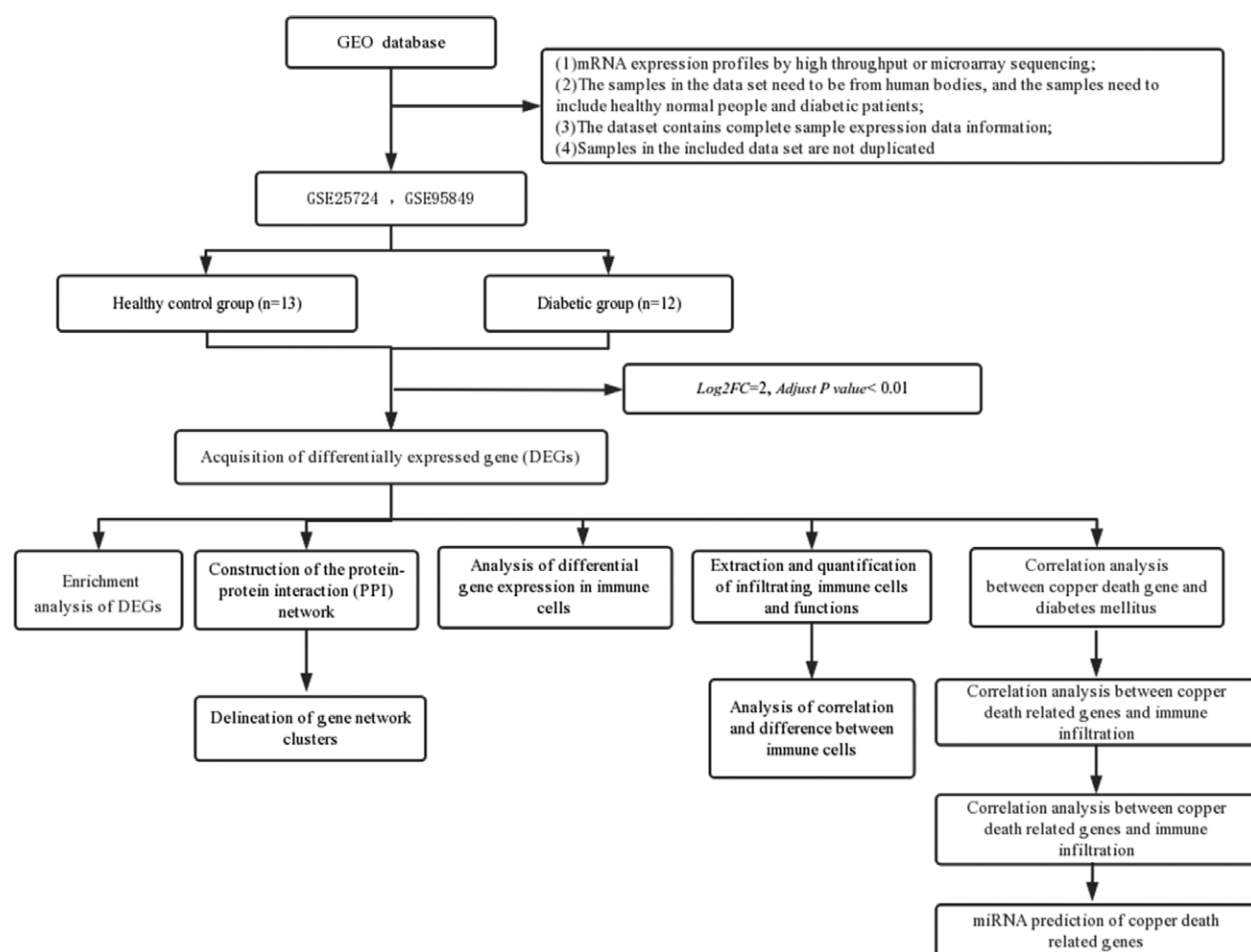 GEO database
(1)mRNA expression profiles by high throughput or microarray sequencing;
(2)The samples in the data set need to be from human bodies, and the samples need to
include healthy normal people and diabetic patients;
(3)The dataset contains complete sample expression data information;
(4)Samples in the included data set are not duplicated
GSE25724 , GSE95849
Healthy control group (n=13)
Diabetic group (n=12)
Log2FC=2, Adjust P value< 0.01
Acquisition of differentially expressed gene (DEGs)
Enrichment
analysis of DEGs
Construction of the protein-
protein interaction (PPI)
network
Analysis of differential
gene expression in immune
cells
Extraction and quantification
of infiltrating immune cells
and functions
Correlation analysis
between copper death gene and
diabetes mellitus
Delineation of gene network
clusters
Analysis of correlation
and difference between
immune cells
Correlation analysis between copper
death related genes and immune
infiltration
Correlation analysis between copper
death related genes and immune
infiltration
miRNA prediction of copper death
related genes